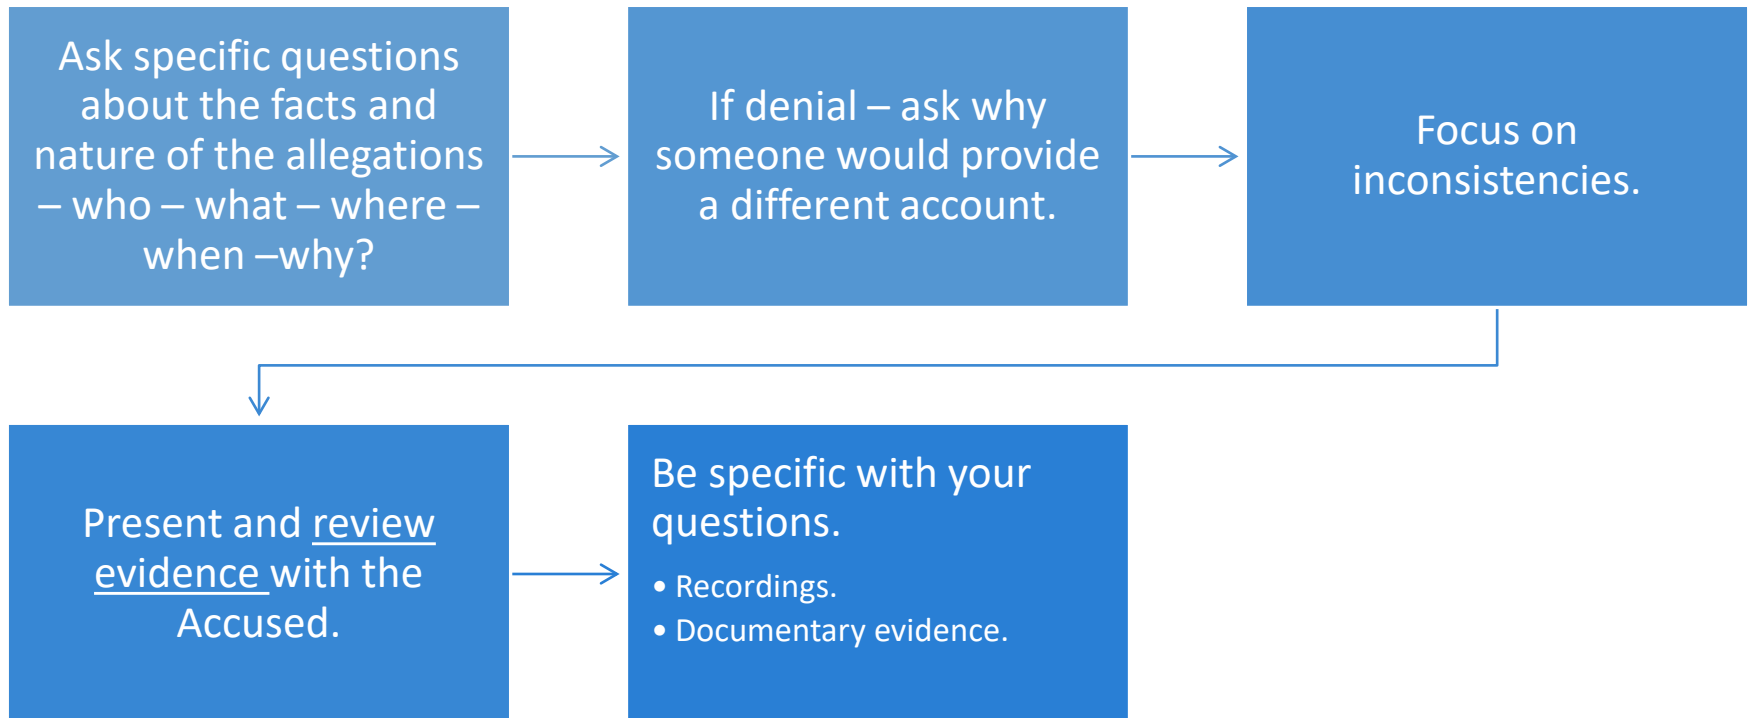 Ask specific questions
about the facts and
nature of the allegations
– who – what – where –
when –why?
If denial – ask why
someone would provide
a different account.
Focus on
inconsistencies.
Present and review
evidence with the
Accused.
Be specific with your
questions.
• Recordings.
• Documentary evidence.